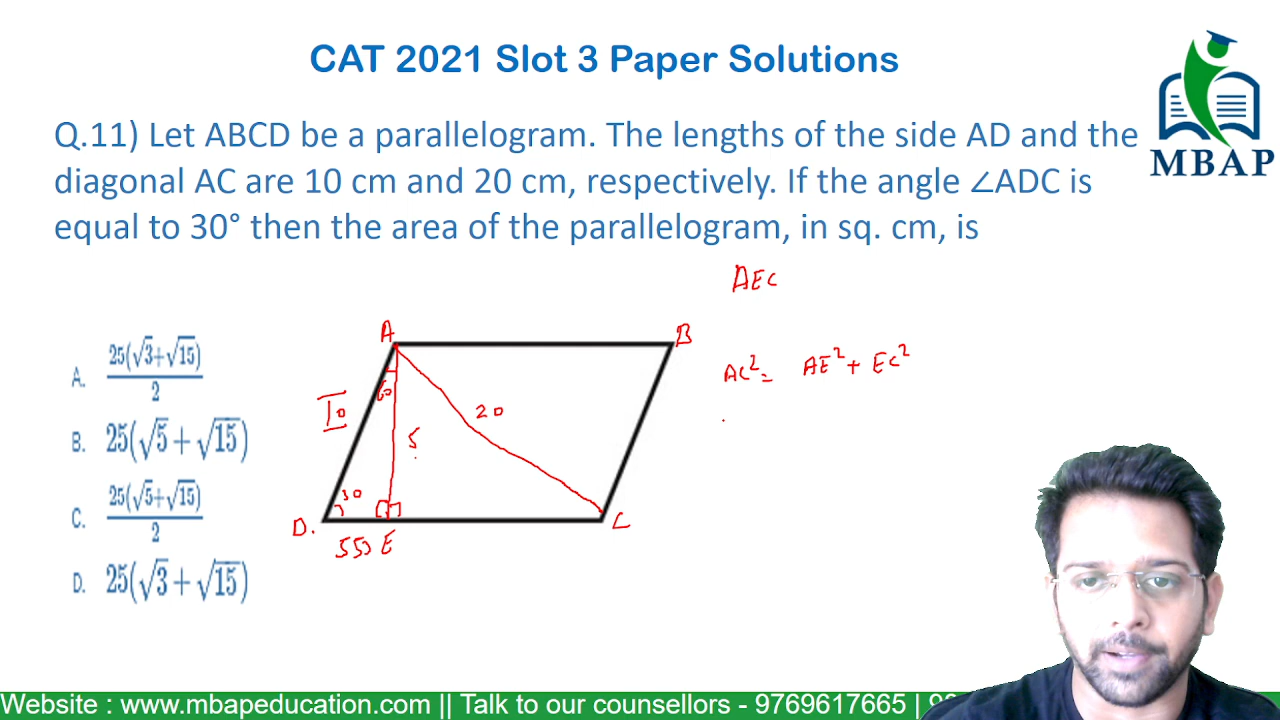 CAT 2021 Slot 3 Paper Solutions
MBAP
Q.11) Let ABCD be a parallelogram. The lengths of the side AD and the
diagonal AC are 10 cm and 20 cm, respectively. If the angle ∠ADC is
equal to 30° then the area of the parallelogram, in sq. cm, is
AEC
A. 25(√3+√15)/2
B. 25(√5+√15)
C. 25(√5+√15)/2
D. 25(√3+√15)
A
B
AC²= AE²+EC²
60
10
20
5
30
D.
C
E
Website : www.mbapeducation.com || Talk to our counsellors - 9769617665 |